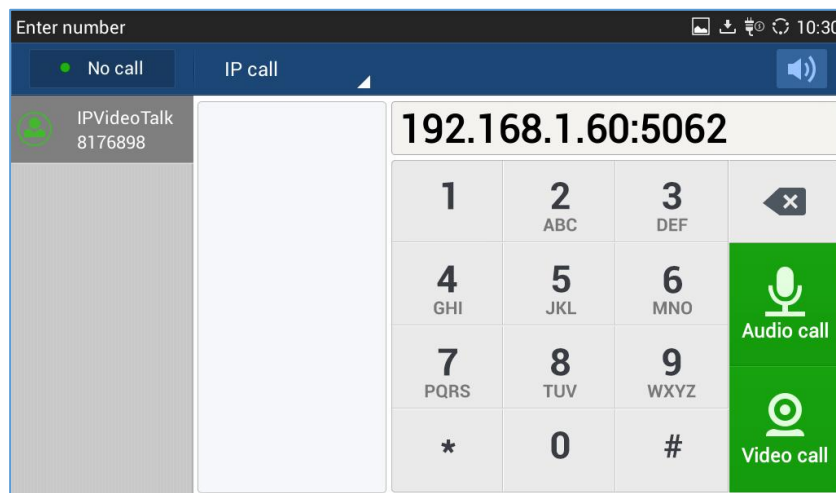 Enter number
10:30
No call
IP call
IPVideoTalk
8176898
192.168.1.60:5062
1
2
ABC
3
DEF
4
GHI
5
JKL
6
MNO
Audio call
7
PQRS
8
TUV
9
WXYZ
*
0
#
Video call